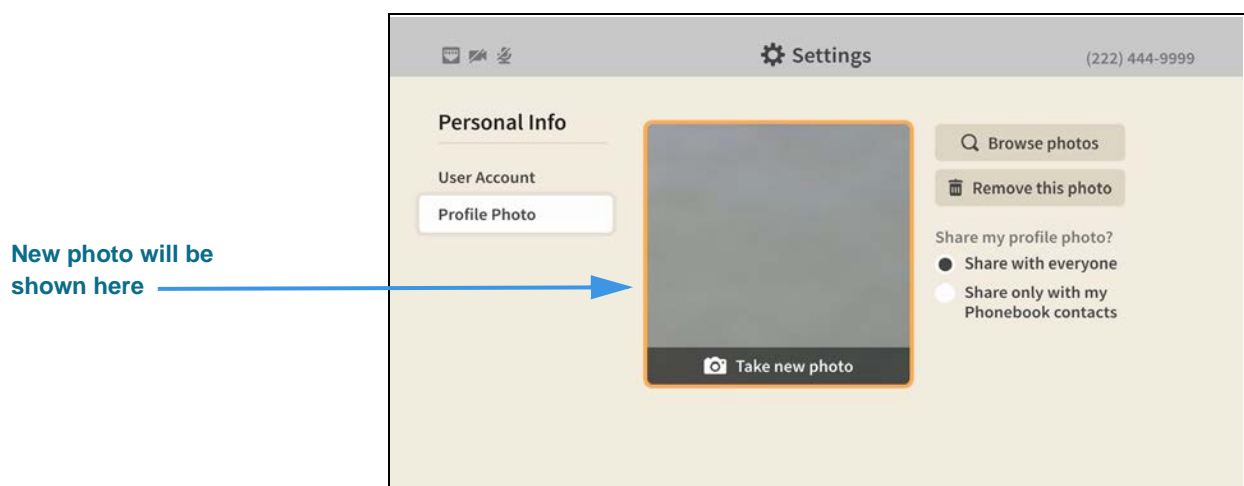 Settings
(222) 444-9999
Personal Info
User Account
Profile Photo
New photo will be
shown here
Take new photo
Browse photos
Remove this photo
Share my profile photo?
Share with everyone
Share only with my
Phonebook contacts